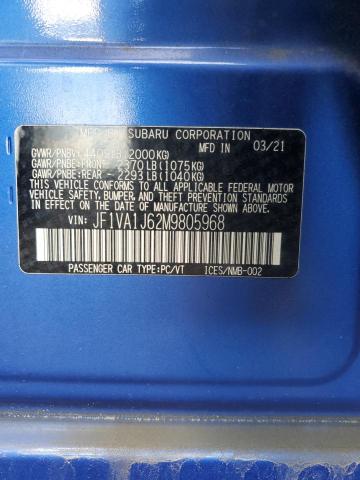 MFD BY SUBARU CORPORATION
MFD IN 03/21
GVWR/PNBV: 4409LB(2000KG)
GAWR/PNBE:FRONT - 2370LB(1075KG)
GAWR/PNBE:REAR - 2293LB(1040KG)
THIS VEHICLE CONFORMS TO ALL APPLICABLE FEDERAL MOTOR
VEHICLE SAFETY, BUMPER, AND THEFT PREVENTION STANDARDS
IN EFFECT ON THE DATE OF MANUFACTURE SHOWN ABOVE.
VIN: JF1VA1J62M9805968
PASSENGER CAR TYPE:PC/VT ICES/NMB-002